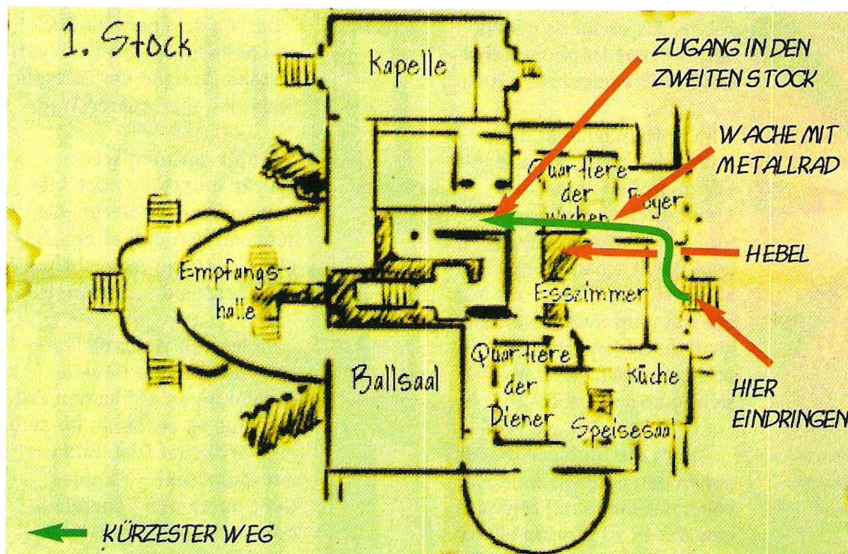 1. Stock
Kapelle
ZUGANG IN DEN
ZWEITEN STOCK
WACHE MIT
METALLRAD
Quartiere
der
Wachen
Foyer
HEBEL
Empfangs-
halle
Esszimmer
Ballsaal
Quartiere
der
Diener
Küche
Speisesaal
HIER
EINDRINGEN
KÜRZESTER WEG